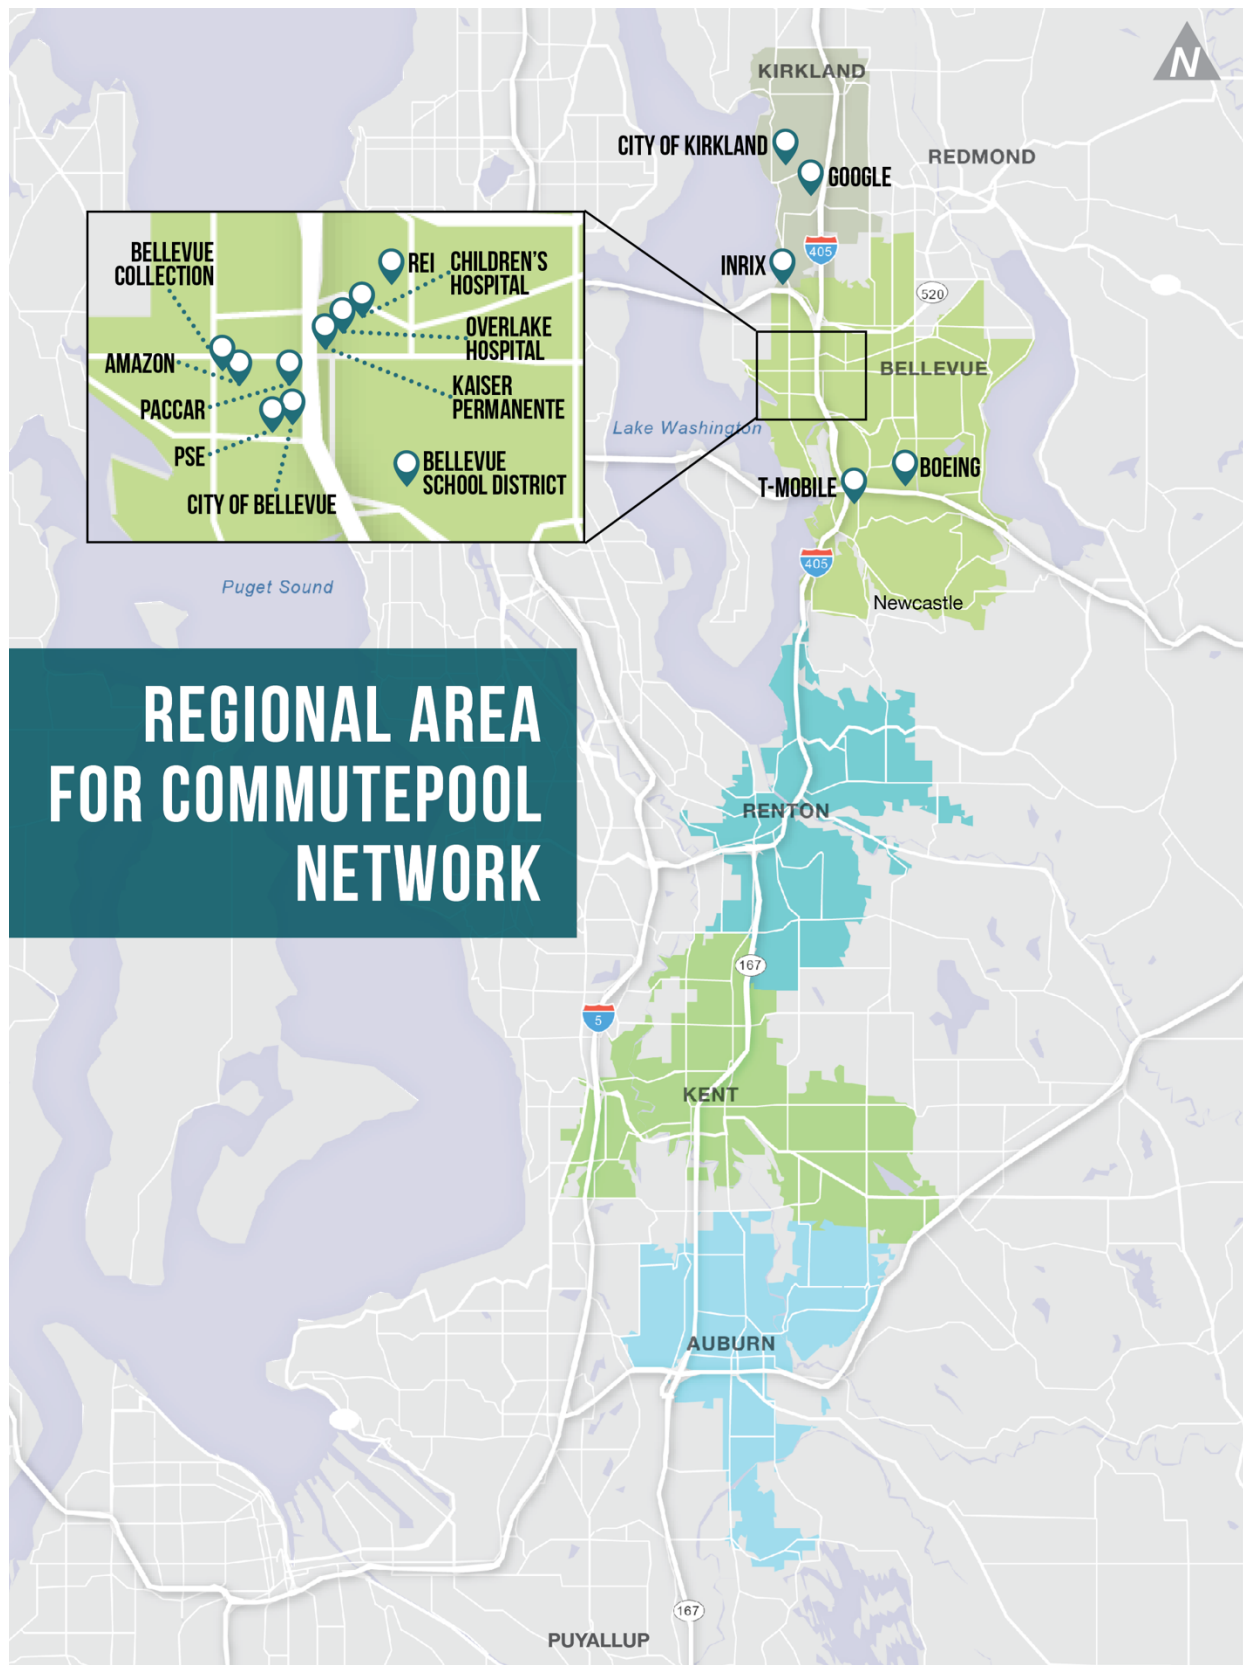 N
KIRKLAND
CITY OF KIRKLAND
REDMOND
GOOGLE
405
INRIX
520
BELLEVUE
COLLECTION
REI
CHILDREN'S
HOSPITAL
OVERLAKE
HOSPITAL
AMAZON
KAISER
PERMANENTE
PACCAR
PSE
BELLEVUE
SCHOOL DISTRICT
CITY OF BELLEVUE
BELLEVUE
Lake Washington
BOEING
T-MOBILE
405
Puget Sound
Newcastle
REGIONAL AREA
FOR COMMUTEPOOL
NETWORK
RENTON
167
5
KENT
AUBURN
167
PUYALLUP